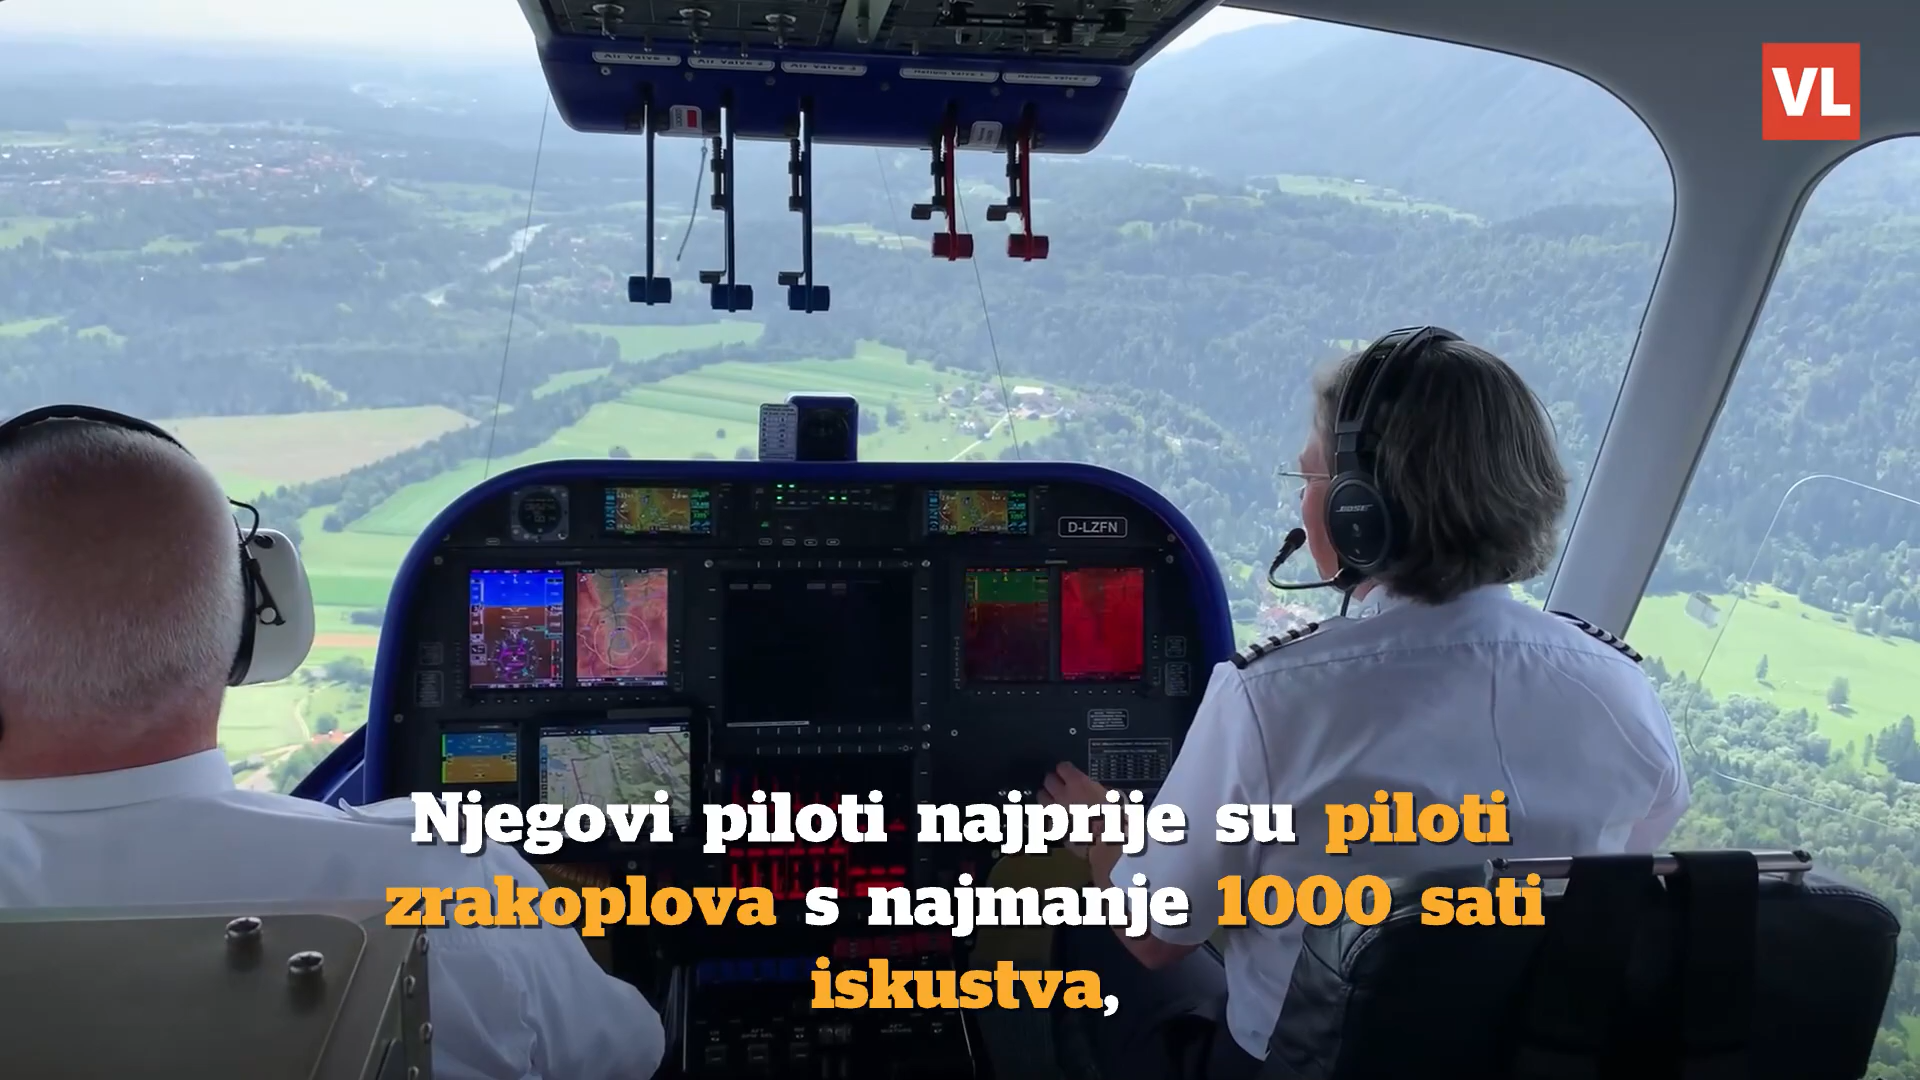 Air Valve 1 Air Valve 2 Air Valve 3 Helium Valve 1 Helium Valve 2
VL
BOSE
D-LZFN
Njegovi piloti najprije su piloti
zrakoplova s najmanje 1000 sati
iskustva,